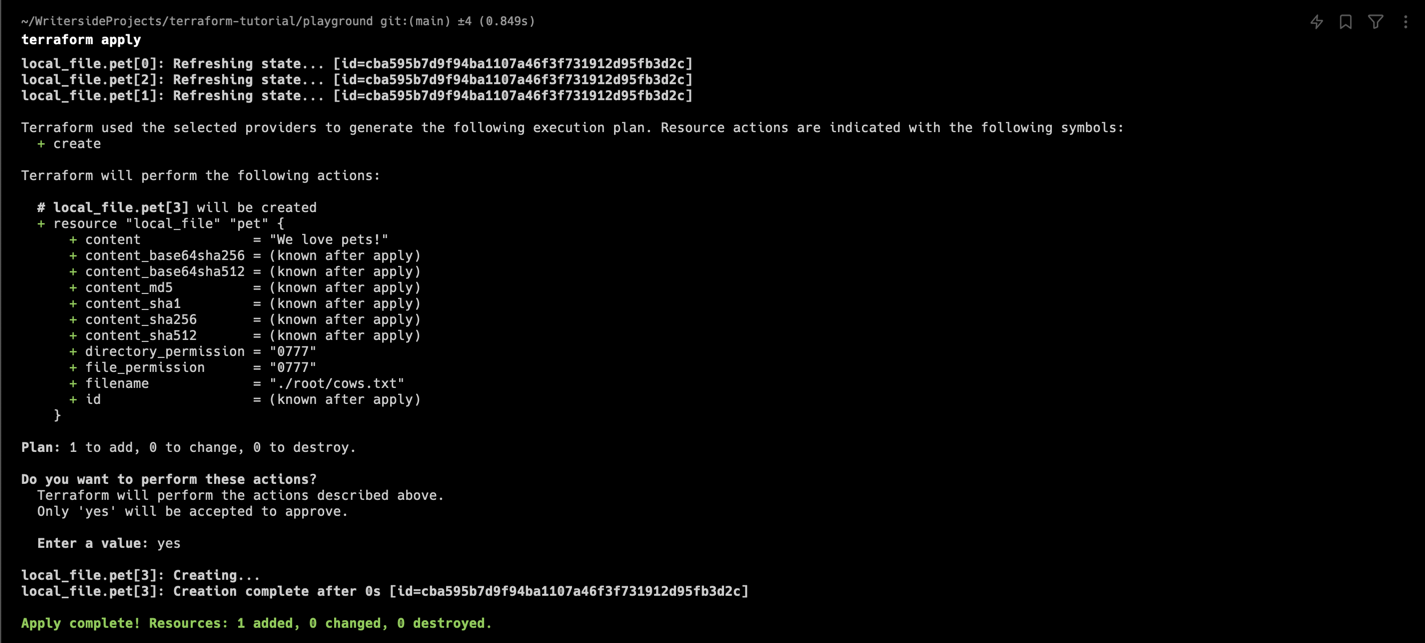 ~/WritersideProjects/terraform-tutorial/playground git:(main) ±4 (0.849s)
terraform apply
local_file.pet[0]: Refreshing state... [id=cba595b7d9f94ba1107a46f3f731912d95fb3d2c]
local_file.pet[2]: Refreshing state... [id=cba595b7d9f94ba1107a46f3f731912d95fb3d2c]
local_file.pet[1]: Refreshing state... [id=cba595b7d9f94ba1107a46f3f731912d95fb3d2c]
Terraform used the selected providers to generate the following execution plan. Resource actions are indicated with the following symbols:
  + create
Terraform will perform the following actions:
  # local_file.pet[3] will be created
  + resource "local_file" "pet" {
      + content              = "We love pets!"
      + content_base64sha256 = (known after apply)
      + content_base64sha512 = (known after apply)
      + content_md5          = (known after apply)
      + content_sha1         = (known after apply)
      + content_sha256       = (known after apply)
      + content_sha512       = (known after apply)
      + directory_permission = "0777"
      + file_permission      = "0777"
      + filename             = "./root/cows.txt"
      + id                   = (known after apply)
    }
Plan: 1 to add, 0 to change, 0 to destroy.
Do you want to perform these actions?
  Terraform will perform the actions described above.
  Only 'yes' will be accepted to approve.
  Enter a value: yes
local_file.pet[3]: Creating...
local_file.pet[3]: Creation complete after 0s [id=cba595b7d9f94ba1107a46f3f731912d95fb3d2c]
Apply complete! Resources: 1 added, 0 changed, 0 destroyed.